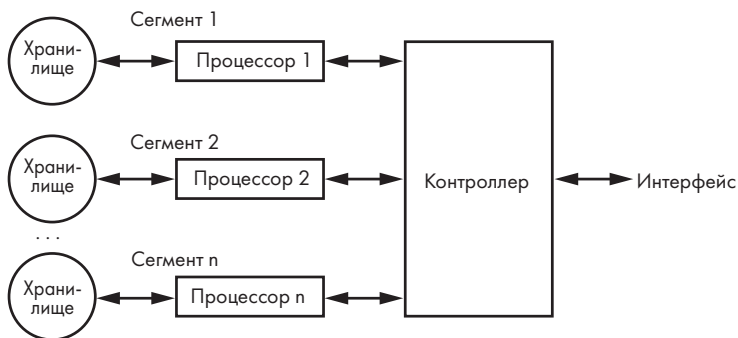 Сегмент 1
Храни-
лище
Процессор 1
Сегмент 2
Храни-
лище
Процессор 2
Контроллер
Интерфейс
. . .
Сегмент n
Храни-
лище
Процессор n